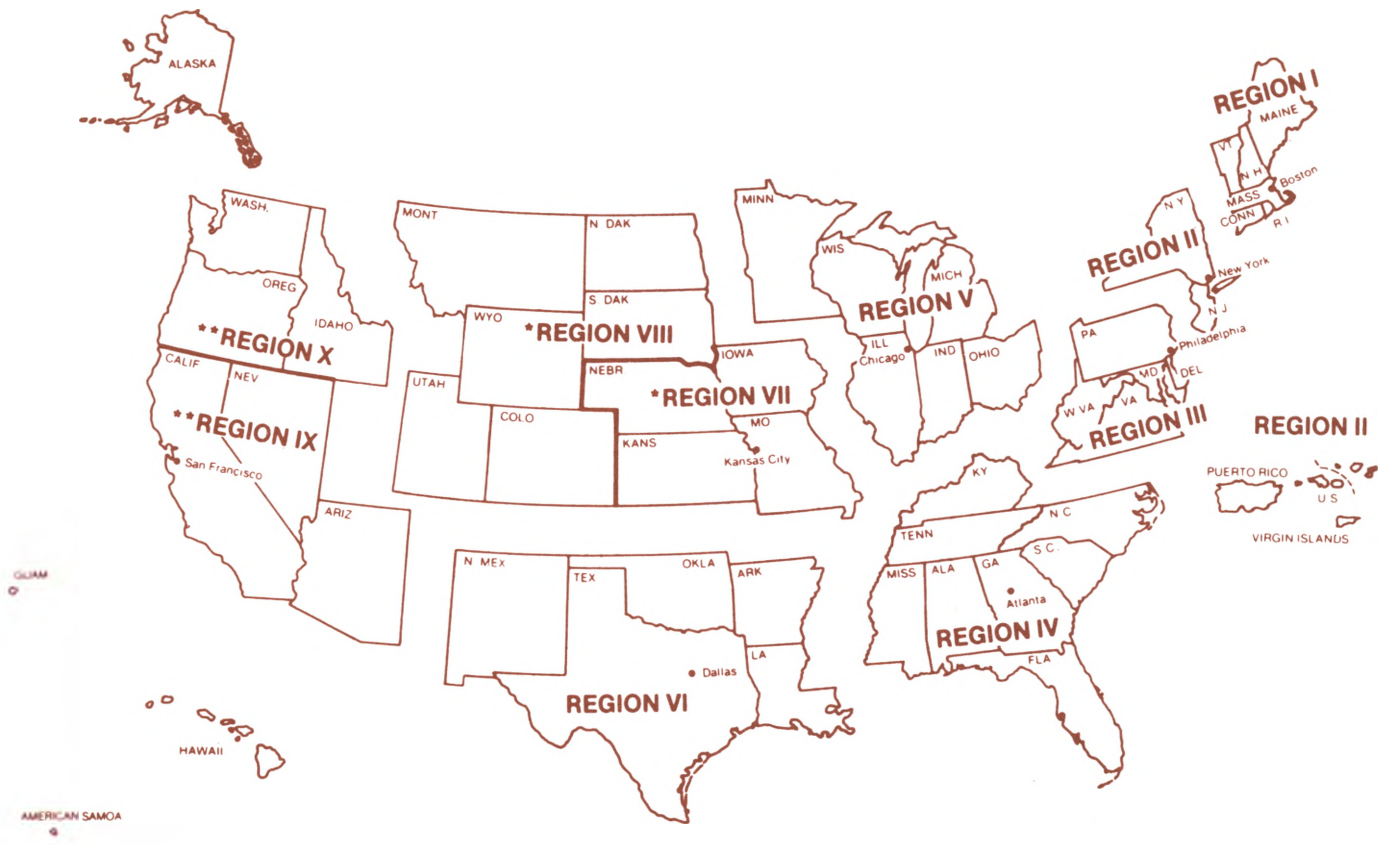 ALASKA
REGION I
MAINE
VT
N H
MASS
Boston
CONN
R I
N Y
REGION II
New York
N J
WASH.
OREG
IDAHO
**REGION X
MONT
N DAK
S DAK
WYO
*REGION VIII
UTAH
COLO
MINN
WIS
MICH
REGION V
ILL
Chicago
IND
OHIO
PA
Philadelphia
MD
DEL
W VA
VA
REGION III
CALIF
NEV
**REGION IX
San Francisco
ARIZ
NEBR
IOWA
*REGION VII
KANS
MO
Kansas City
REGION II
PUERTO RICO
U S
VIRGIN ISLANDS
KY
TENN
N C
S C.
MISS
ALA
GA
Atlanta
REGION IV
FLA
N MEX
TEX
OKLA
ARK
LA
Dallas
REGION VI
GUAM
HAWAII
AMERICAN SAMOA